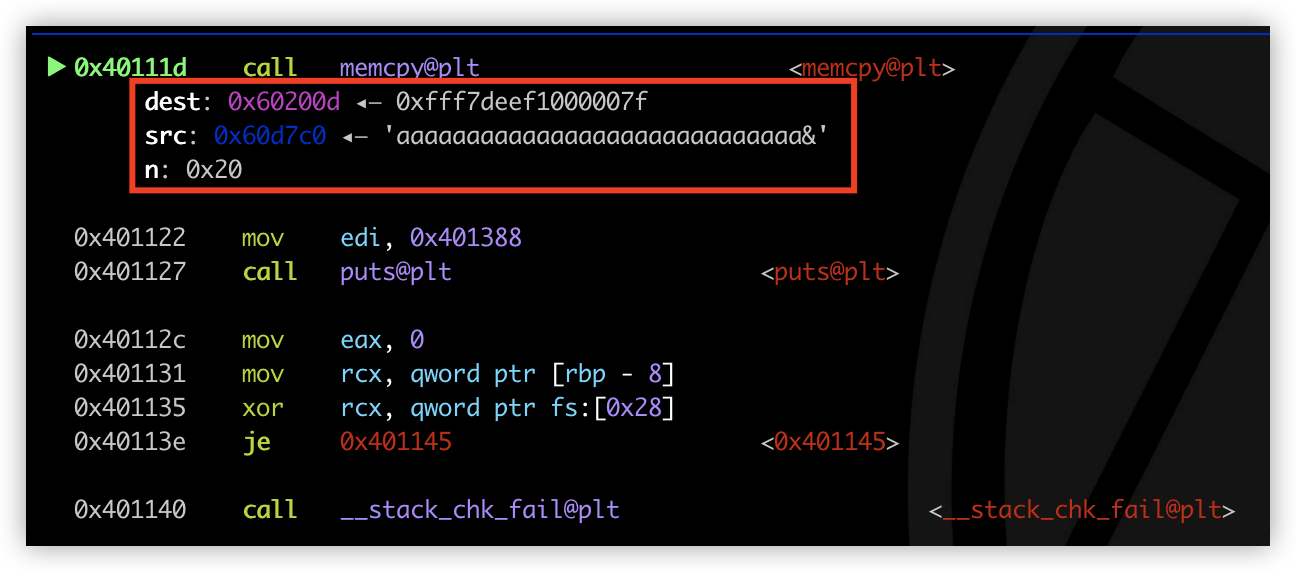 ► 0x40111d call memcpy@plt <memcpy@plt>
dest: 0x60200d ◂— 0xfff7deef1000007f
src: 0x60d7c0 ◂— 'aaaaaaaaaaaaaaaaaaaaaaaaaaaaa&'
n: 0x20
0x401122 mov edi, 0x401388
0x401127 call puts@plt <puts@plt>
0x40112c mov eax, 0
0x401131 mov rcx, qword ptr [rbp - 8]
0x401135 xor rcx, qword ptr fs:[0x28]
0x40113e je 0x401145 <0x401145>
0x401140 call __stack_chk_fail@plt <__stack_chk_fail@plt>